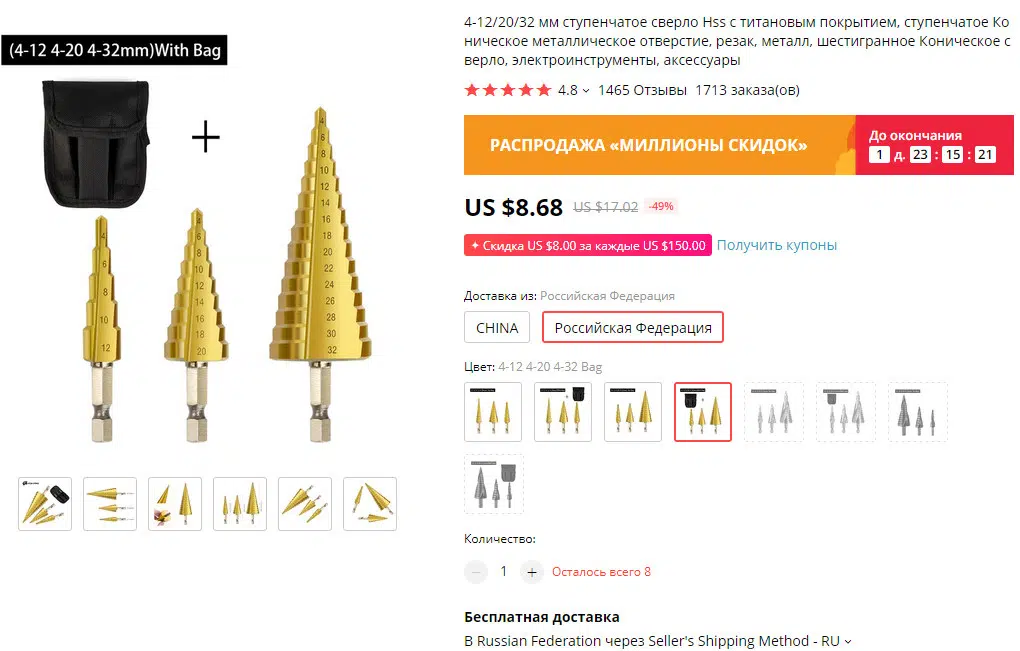 (4-12 4-20 4-32mm)With Bag
4
6
8
10
12
4
6
8
10
12
14
16
18
20
4
6
8
10
12
14
16
18
20
22
24
26
28
30
32
4-12/20/32 мм ступенчатое сверло Hss с титановым покрытием, ступенчатое Ко
ническое металлическое отверстие, резак, металл, шестигранное Коническое с
верло, электроинструменты, аксессуары
4.8 1465 Отзывы 1713 заказа(ов)
РАСПРОДАЖА «МИЛЛИОНЫ СКИДОК»
До окончания
1 д. 23 : 15 : 21
US $8.68 US $17.02 -49%
Скидка US $8.00 за каждые US $150.00 Получить купоны
Доставка из: Российская Федерация
CHINA Российская Федерация
Цвет: 4-12 4-20 4-32 Bag
Количество:
− 1 + Осталось всего 8
Бесплатная доставка
В Russian Federation через Seller's Shipping Method - RU